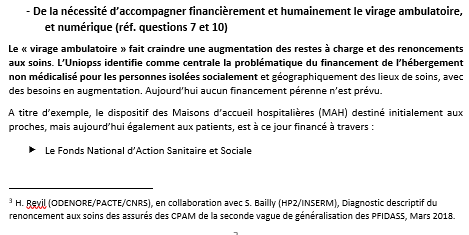 - De la nécessité d'accompagner financièrement et humainement le virage ambulatoire,
et numérique (réf. questions 7 et 10)
Le « virage ambulatoire » fait craindre une augmentation des restes à charge et des renoncements
aux soins. L'Uniopss identifie comme centrale la problématique du financement de l'hébergement
non médicalisé pour les personnes isolées socialement et géographiquement des lieux de soins, avec
des besoins en augmentation. Aujourd'hui aucun financement pérenne n'est prévu.
A titre d'exemple, le dispositif des Maisons d'accueil hospitalières (MAH) destiné initialement aux
proches, mais aujourd'hui également aux patients, est à ce jour financé à travers :
► Le Fonds National d'Action Sanitaire et Sociale
3 H. Revil (ODENORE/PACTE/CNRS), en collaboration avec S. Bailly (HP2/INSERM), Diagnostic descriptif du
renoncement aux soins des assurés des CPAM de la seconde vague de généralisation des PFIDASS, Mars 2018.